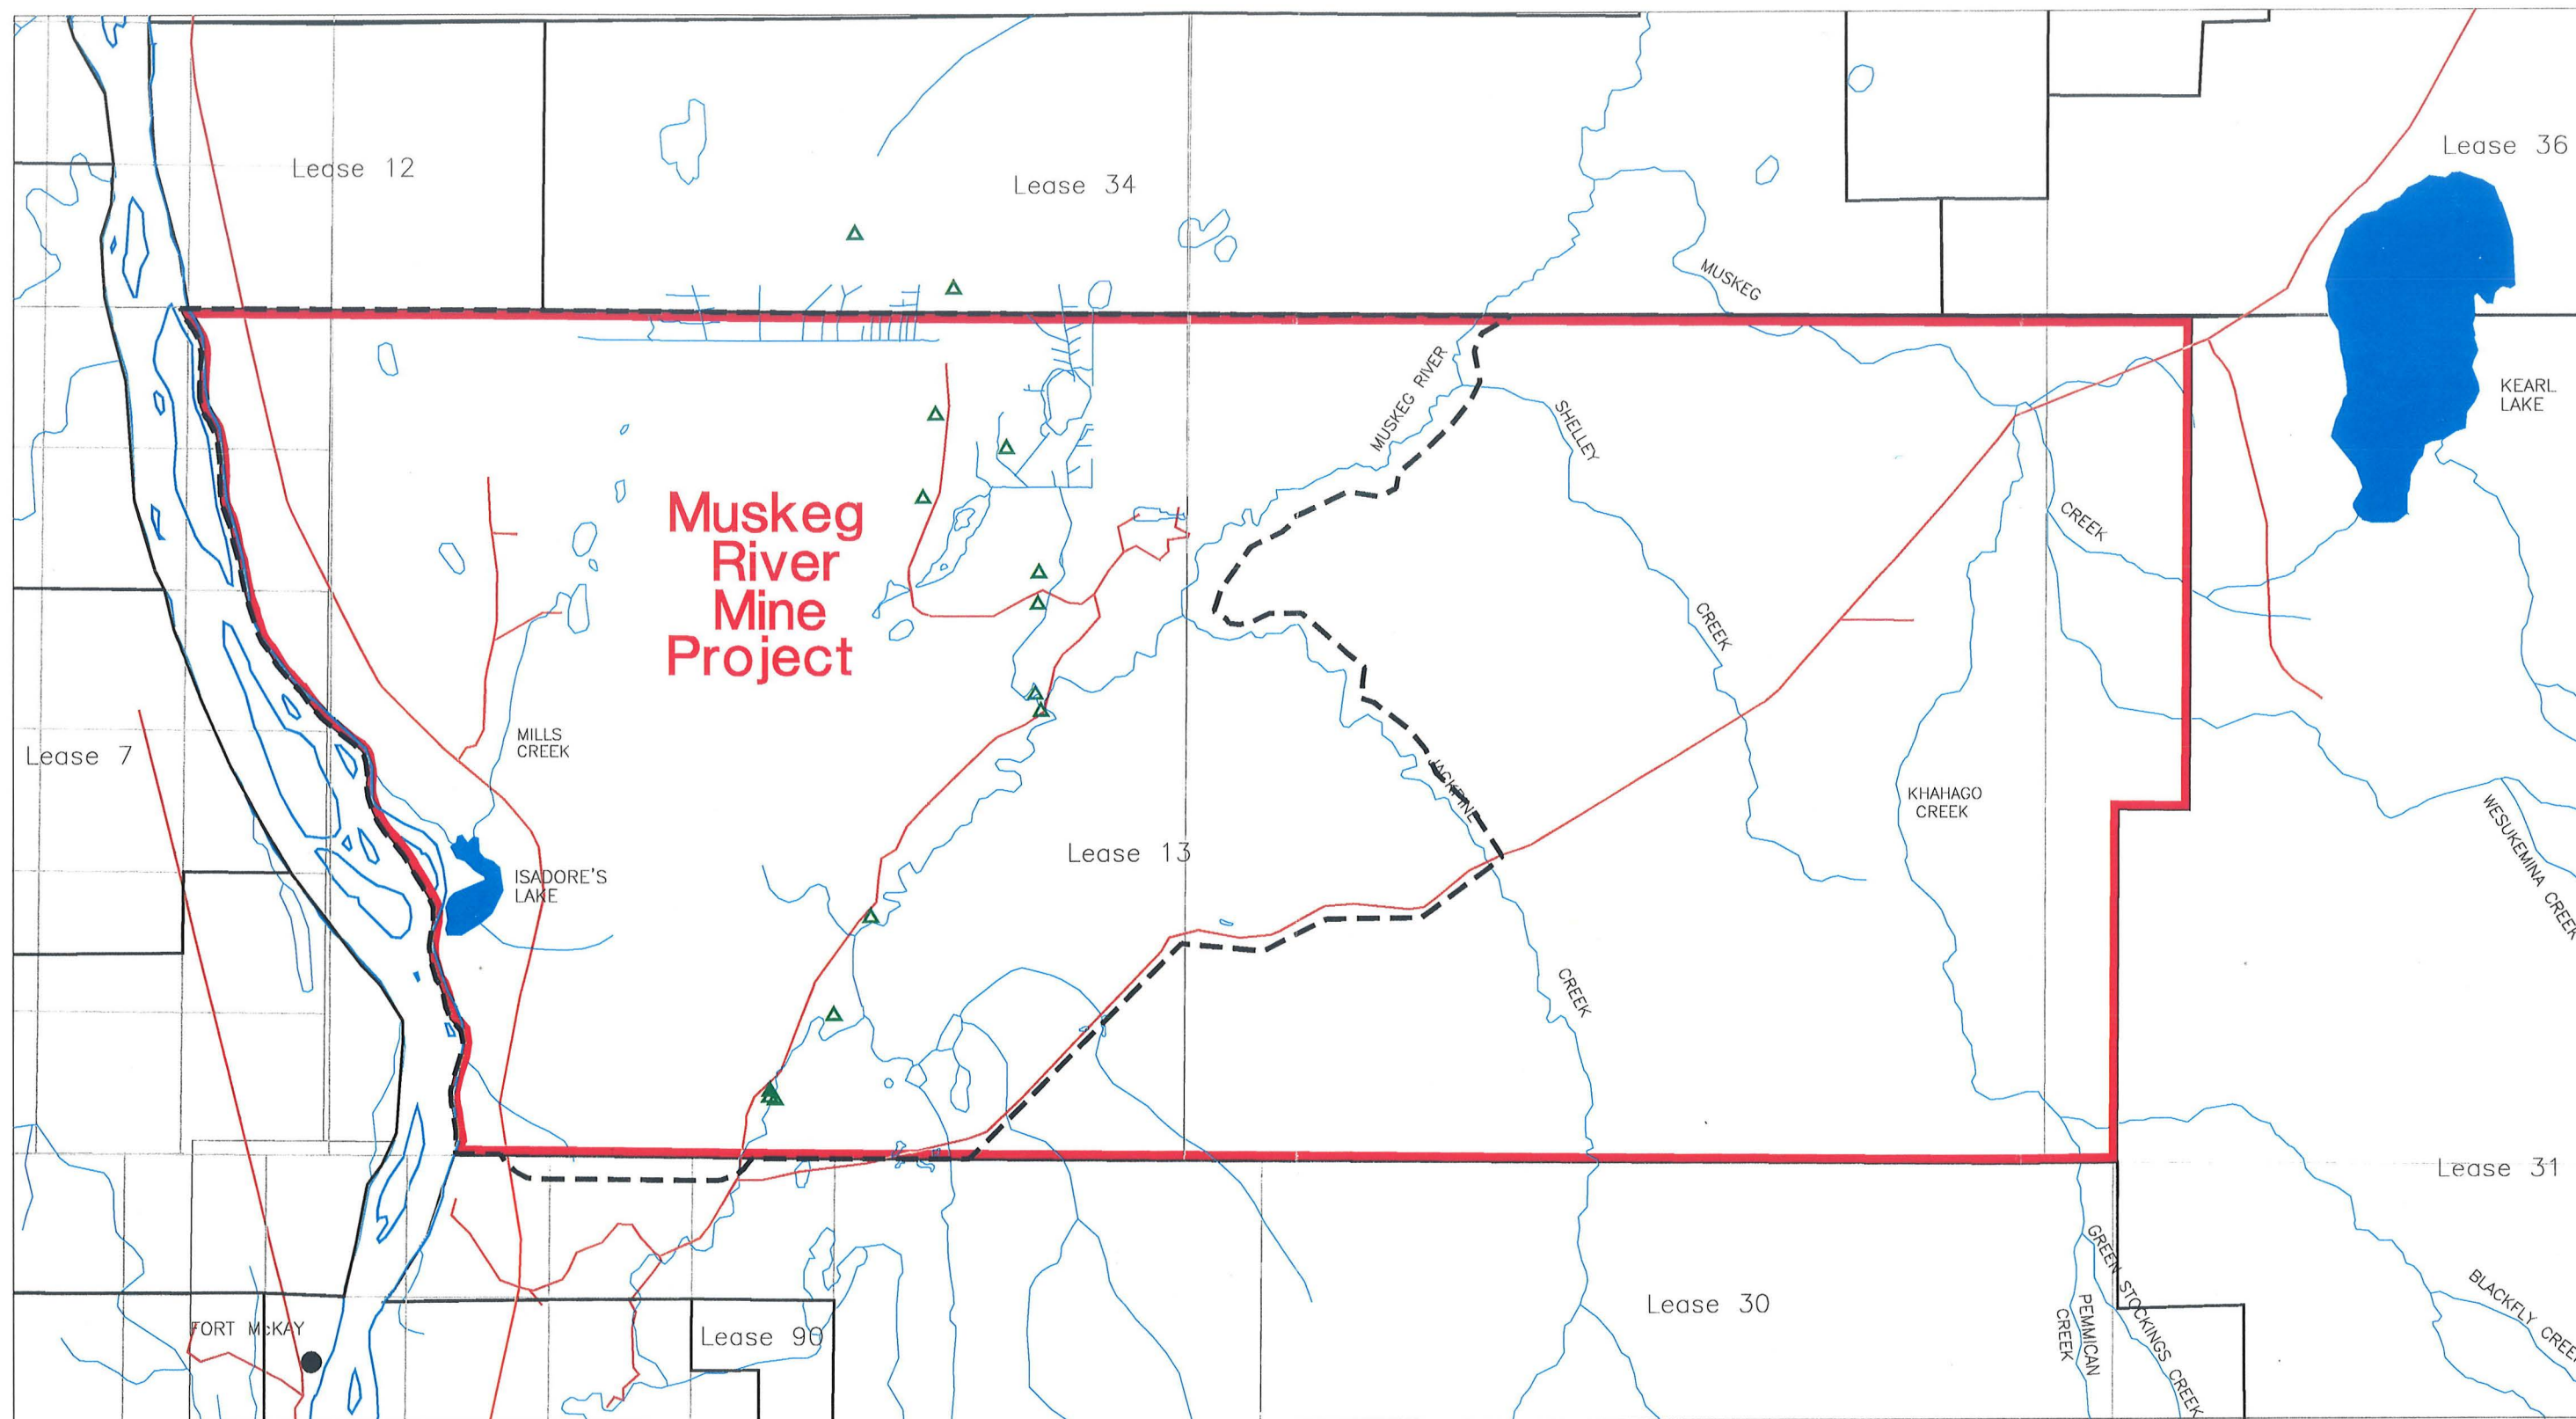 Lease 12
Lease 34
Lease 36
MUSKEG
MUSKEG RIVER
SHELLEY
KEARL
LAKE
Muskeg
River
Mine
Project
CREEK
CREEK
MILLS
CREEK
Lease 7
JACKPINE
KHAHAGO
CREEK
WESUKEMINA CREEK
Lease 13
ISADORE'S
LAKE
CREEK
Lease 31
GREEN STOCKINGS CREEK
PEMMICAN
CREEK
BLACKFLY CREEK
Lease 30
FORT McKAY
Lease 90